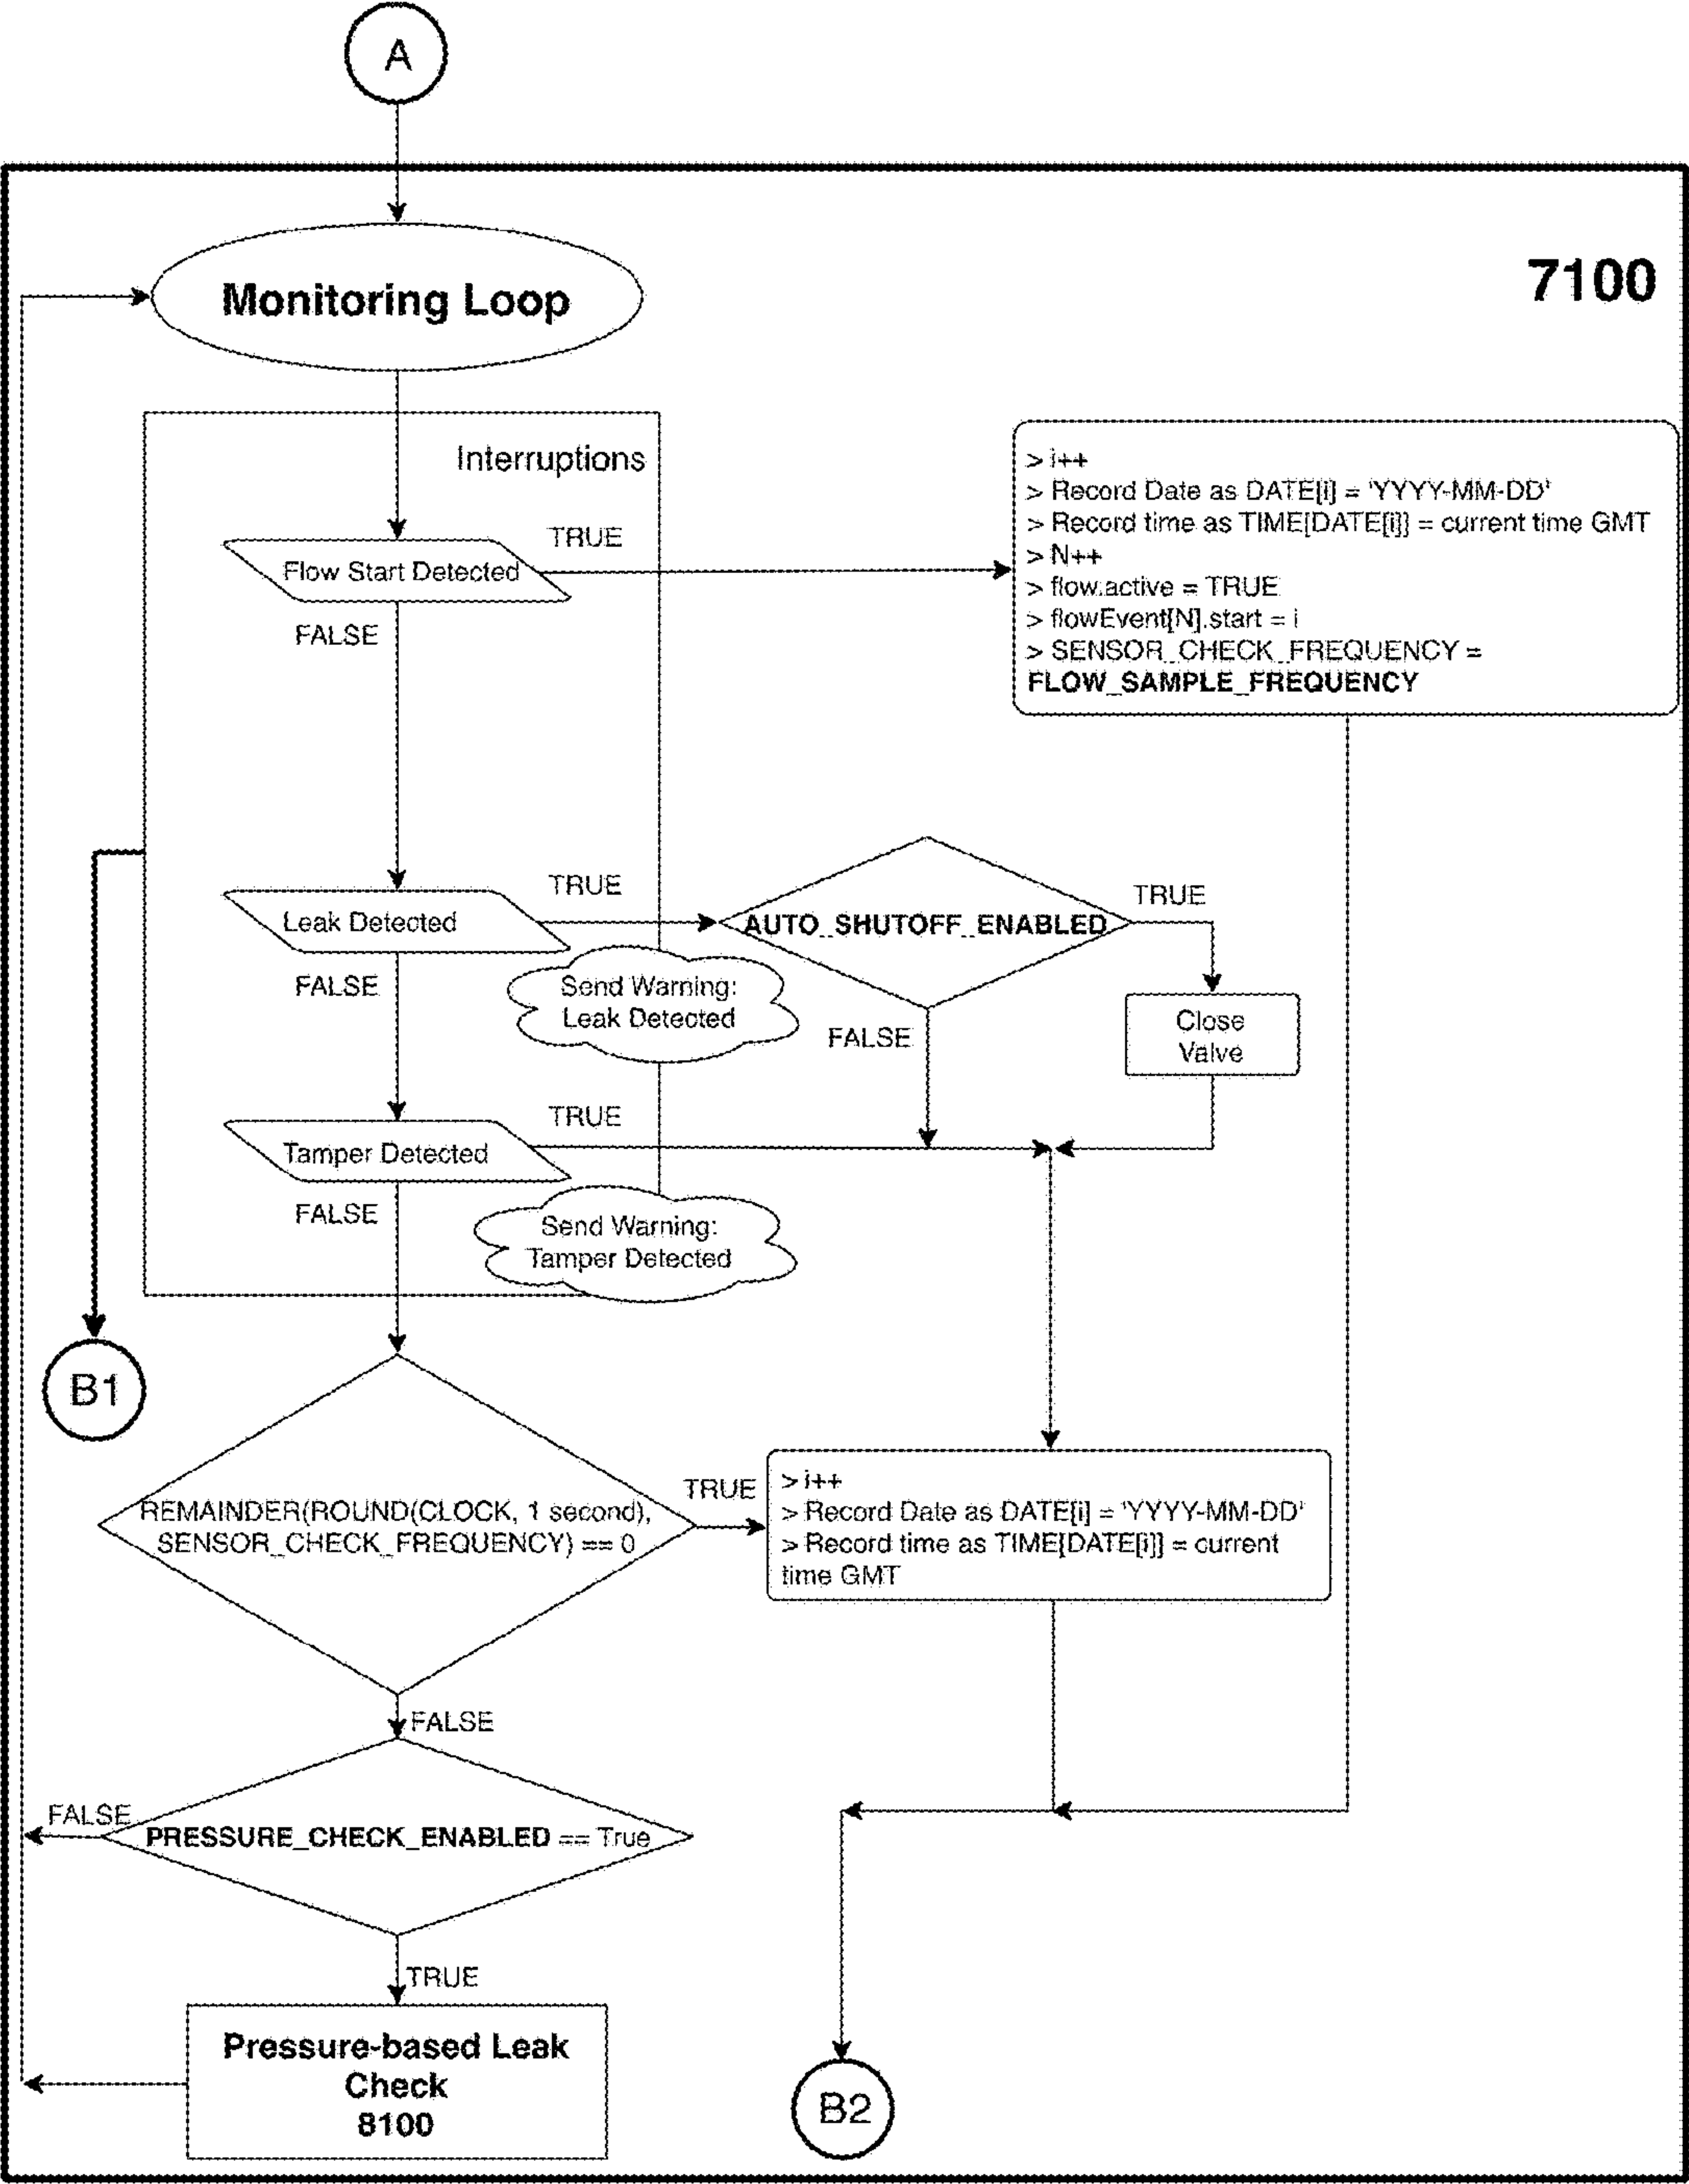 A
Monitoring Loop
7100
Interruptions
> i++
> Record Date as DATE[i] = 'YYYY-MM-DD'
> Record time as TIME[DATE[i]] = current time GMT
> N++
> flow.active = TRUE
> flowEvent[N].start = i
> SENSOR_CHECK_FREQUENCY =
FLOW_SAMPLE_FREQUENCY
TRUE
Flow Start Detected
FALSE
TRUE
Leak Detected
AUTO_SHUTOFF_ENABLED
TRUE
FALSE
Send Warning:
Leak Detected
FALSE
Close
Valve
TRUE
Tamper Detected
FALSE
Send Warning:
Tamper Detected
B1
REMAINDER(ROUND(CLOCK, 1 second),
SENSOR_CHECK_FREQUENCY) == 0
TRUE
> i++
> Record Date as DATE[i] = 'YYYY-MM-DD'
> Record time as TIME[DATE[i]] = current
time GMT
FALSE
FALSE
PRESSURE_CHECK_ENABLED == True
TRUE
Pressure-based Leak
Check
8100
B2